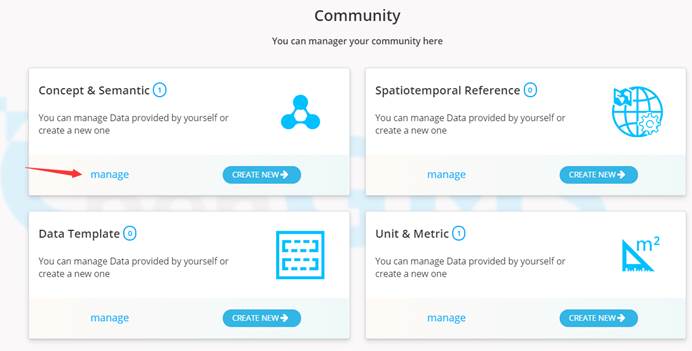 Community
You can manager your community here
Concept & Semantic 1
You can manage Data provided by yourself or
create a new one
manage
CREATE NEW
Spatiotemporal Reference 0
You can manage Data provided by yourself or
create a new one
manage
CREATE NEW
Data Template 0
You can manage Data provided by yourself or
create a new one
manage
CREATE NEW
Unit & Metric 1
m²
You can manage Data provided by yourself or
create a new one
manage
CREATE NEW